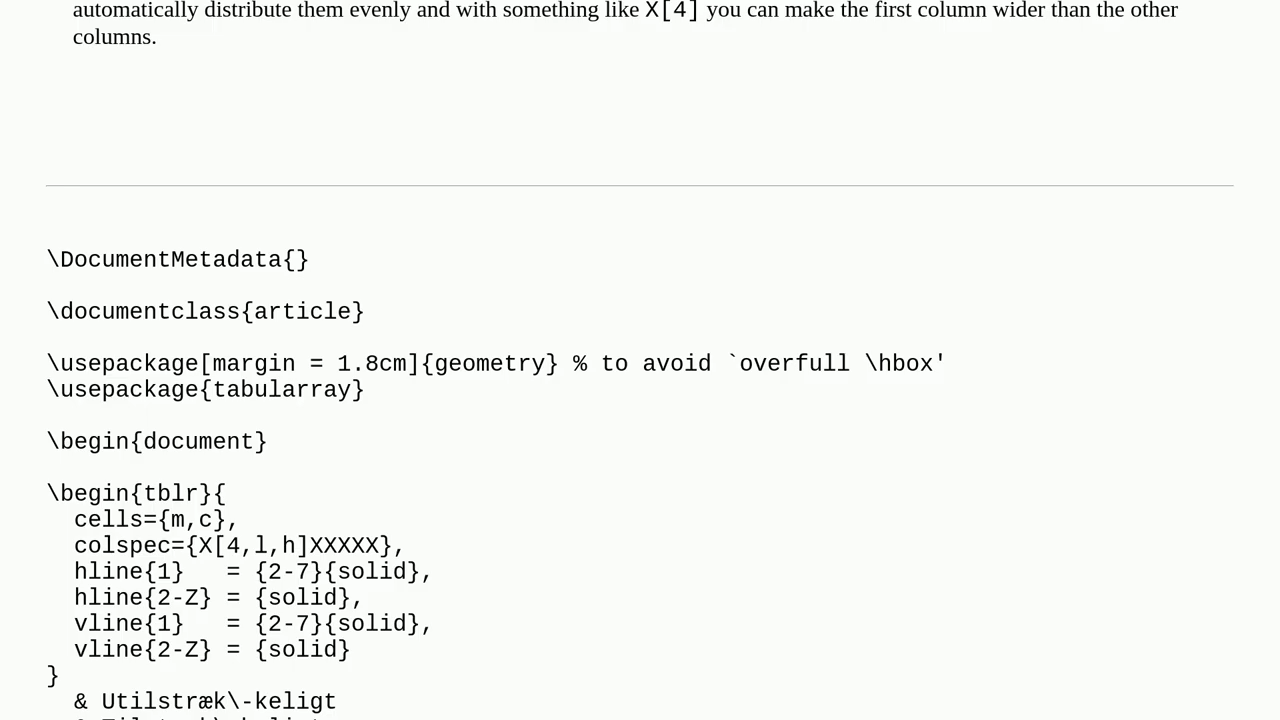 automatically distribute them evenly and with something like X[4] you can make the first column wider than the other
columns.
\DocumentMetadata{}
\documentclass{article}
\usepackage[margin = 1.8cm]{geometry} % to avoid `overfull \hbox'
\usepackage{tabularray}
\begin{document}
\begin{tblr}{
  cells={m,c},
  colspec={X[4,l,h]XXXXX},
  hline{1}   = {2-7}{solid},
  hline{2-Z} = {solid},
  vline{1}   = {2-7}{solid},
  vline{2-Z} = {solid}
}
  & Utilstræk\-keligt